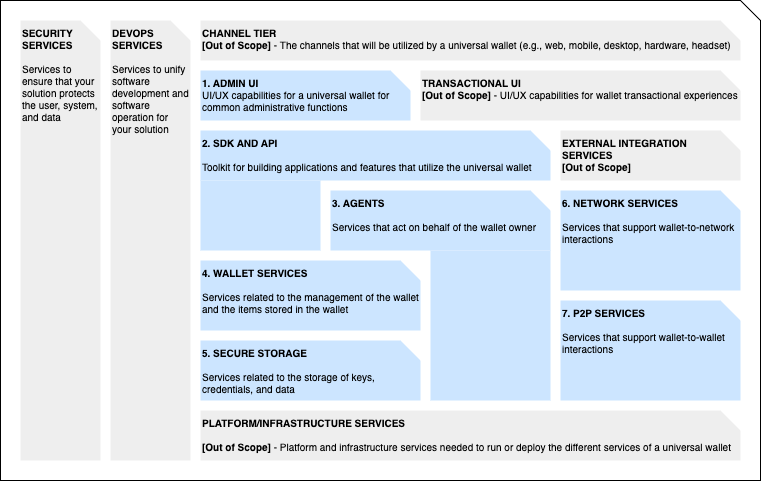 SECURITY
SERVICES
Services to
ensure that your
solution protects
the user, system,
and data
DEVOPS
SERVICES
Services to unify
software
development and
software
operation for
your solution
CHANNEL TIER
[Out of Scope] - The channels that will be utilized by a universal wallet (e.g., web, mobile, desktop, hardware, headset)
1. ADMIN UI
UI/UX capabilities for a universal wallet for
common administrative functions
TRANSACTIONAL UI
[Out of Scope] - UI/UX capabilities for wallet transactional experiences
2. SDK AND API
Toolkit for building applications and features that utilize the universal wallet
EXTERNAL INTEGRATION
SERVICES
[Out of Scope]
3. AGENTS
Services that act on behalf of the wallet owner
6. NETWORK SERVICES
Services that support wallet-to-network
interactions
4. WALLET SERVICES
Services related to the management of the wallet
and the items stored in the wallet
7. P2P SERVICES
Services that support wallet-to-wallet
interactions
5. SECURE STORAGE
Services related to the storage of keys,
credentials, and data
PLATFORM/INFRASTRUCTURE SERVICES
[Out of Scope] - Platform and infrastructure services needed to run or deploy the different services of a universal wallet